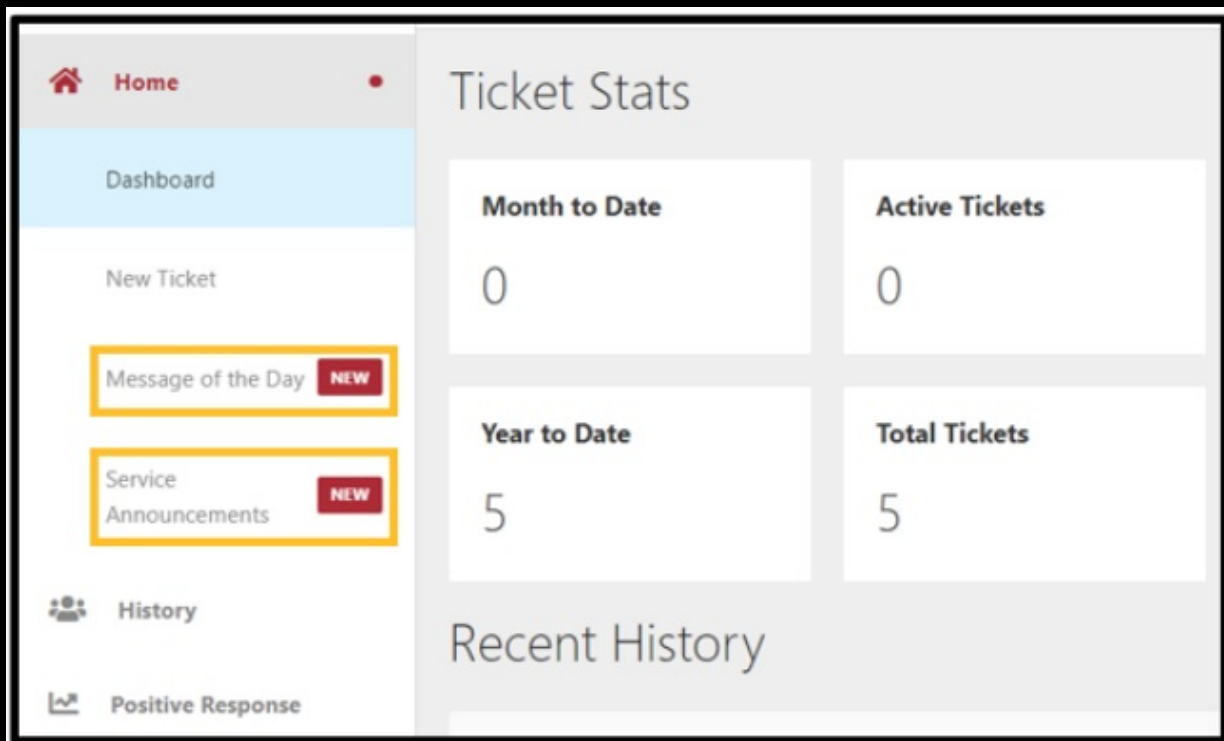 Home
Dashboard
New Ticket
Message of the Day NEW
Service
Announcements NEW
History
Positive Response
Ticket Stats
Month to Date
0
Active Tickets
0
Year to Date
5
Total Tickets
5
Recent History